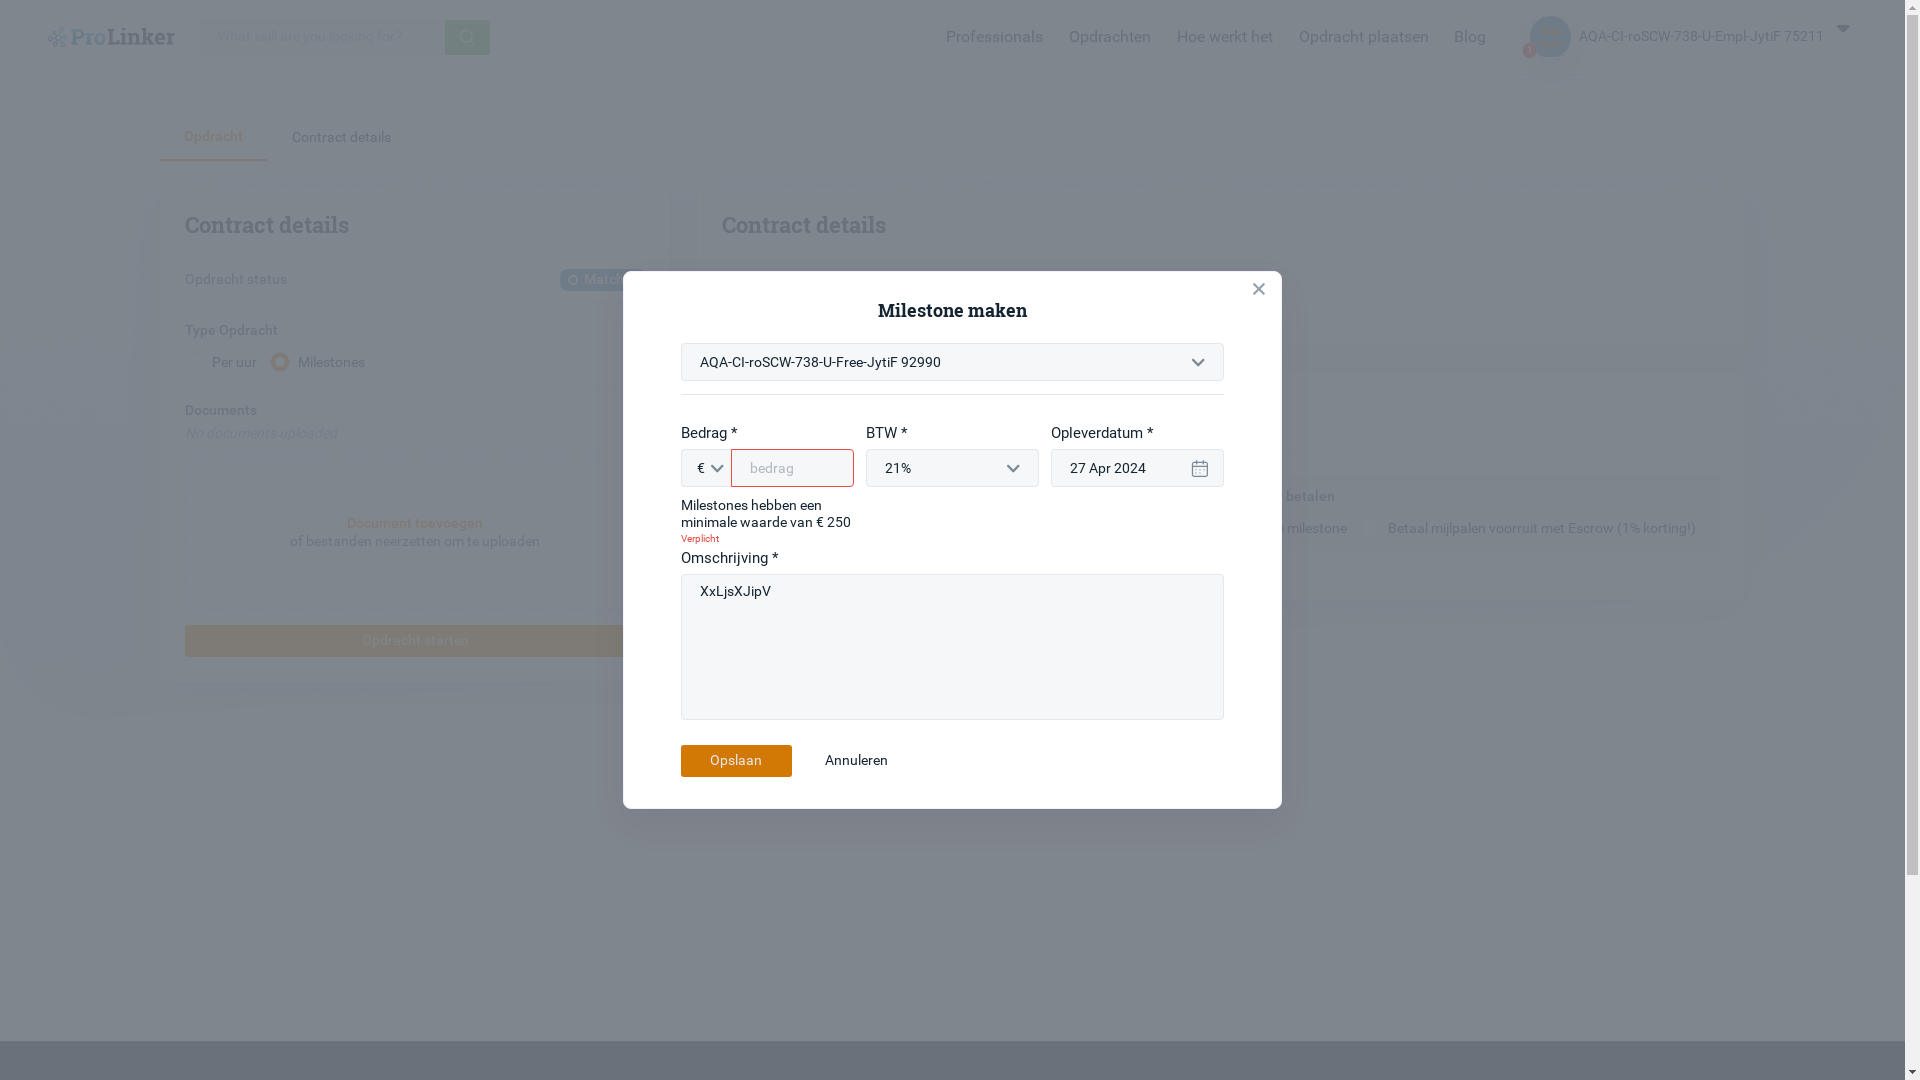 ProLinker
What skill are you looking for?
Professionals
Opdrachten
Hoe werkt het
Opdracht plaatsen
Blog
1
AQA-CI-roSCW-738-U-Empl-JytiF 75211
Opdracht
Contract details
Contract details
Opdracht status
Match
Type Opdracht
Per uur
Milestones
Documents
No documents uploaded
Document toevoegen
of bestanden neerzetten om te uploaden
Opdracht starten
Contract details
betalen
milestone
Betaal mijlpalen voorruit met Escrow (1% korting!)
Milestone maken
AQA-CI-roSCW-738-U-Free-JytiF 92990
Bedrag *
BTW *
Opleverdatum *
€
bedrag
21%
27 Apr 2024
Milestones hebben een
minimale waarde van € 250
Verplicht
Omschrijving *
XxLjsXJipV
Opslaan
Annuleren